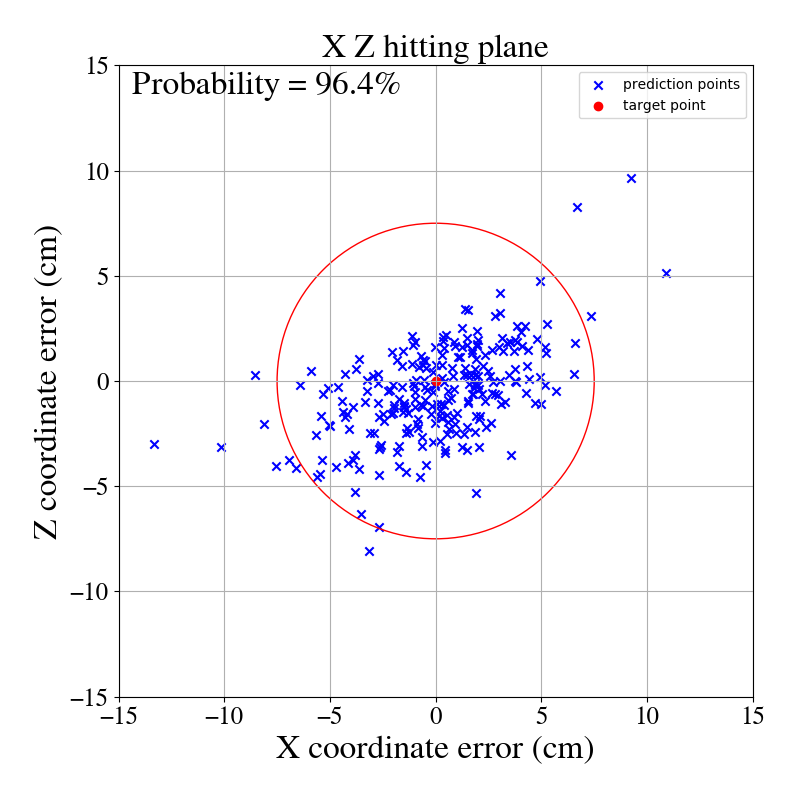 X Z hitting plane
Probability = 96.4%
prediction points
target point
15
10
5
0
−5
−10
−15
Z coordinate error (cm)
−15 −10 −5 0 5 10 15
X coordinate error (cm)